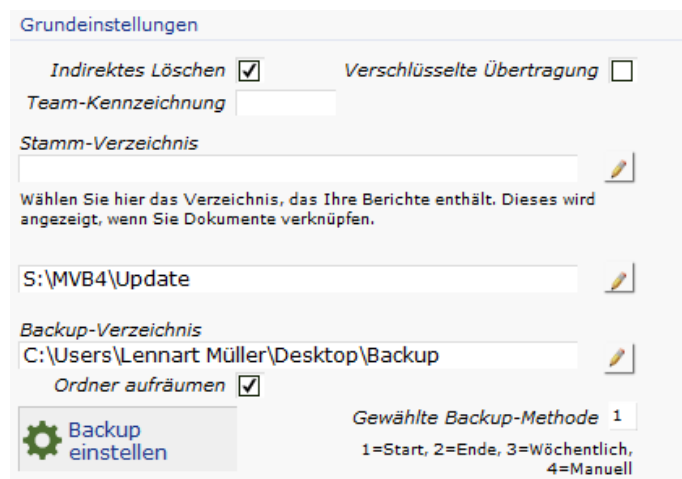 Grundeinstellungen
Indirektes Löschen
Verschlüsselte Übertragung
Team-Kennzeichnung
Stamm-Verzeichnis
Wählen Sie hier das Verzeichnis, das Ihre Berichte enthält. Dieses wird
angezeigt, wenn Sie Dokumente verknüpfen.
S:\MVB4\Update
Backup-Verzeichnis
C:\Users\Lennart Müller\Desktop\Backup
Ordner aufräumen
Backup
einstellen
Gewählte Backup-Methode 1
1=Start, 2=Ende, 3=Wöchentlich,
4=Manuell